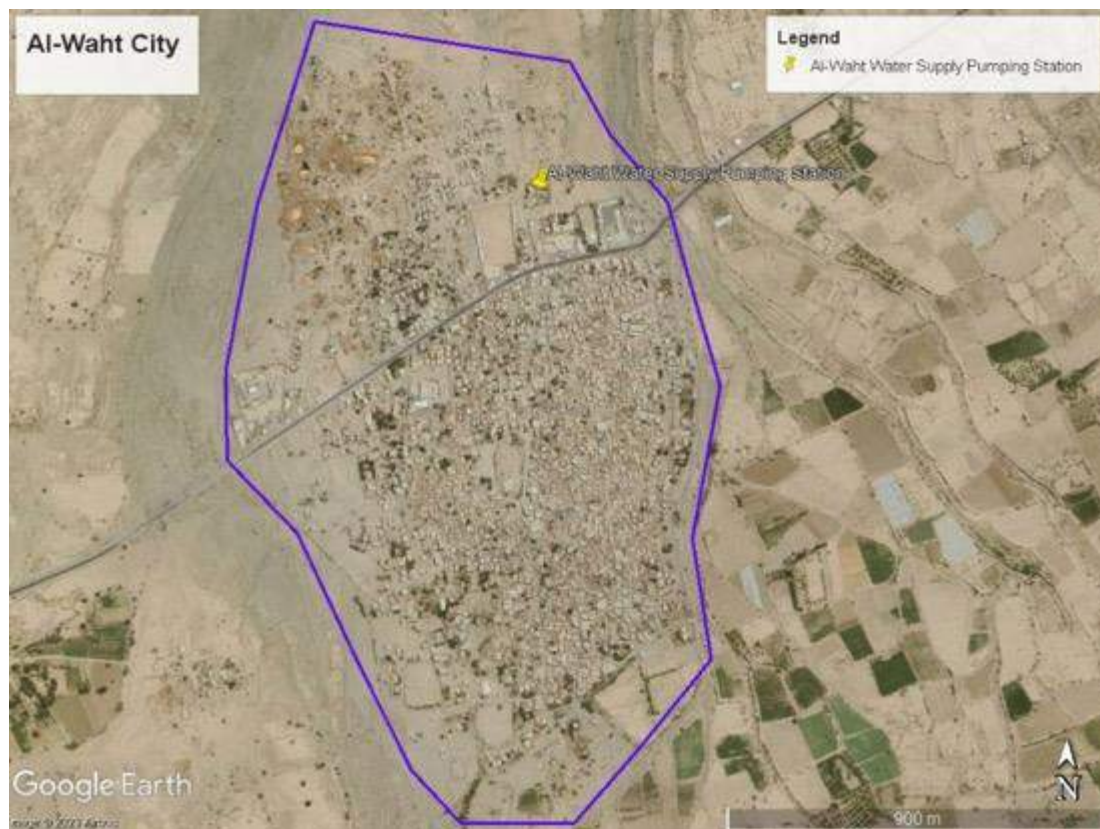 Al-Waht City
Legend
Al-Waht Water Supply Pumping Station
Al-Waht Water Supply Pumping Station
Google Earth
N
900 m